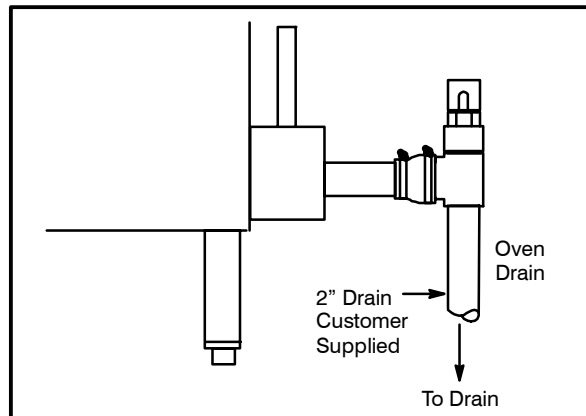 Oven
Drain
2” Drain
Customer
Supplied
To Drain